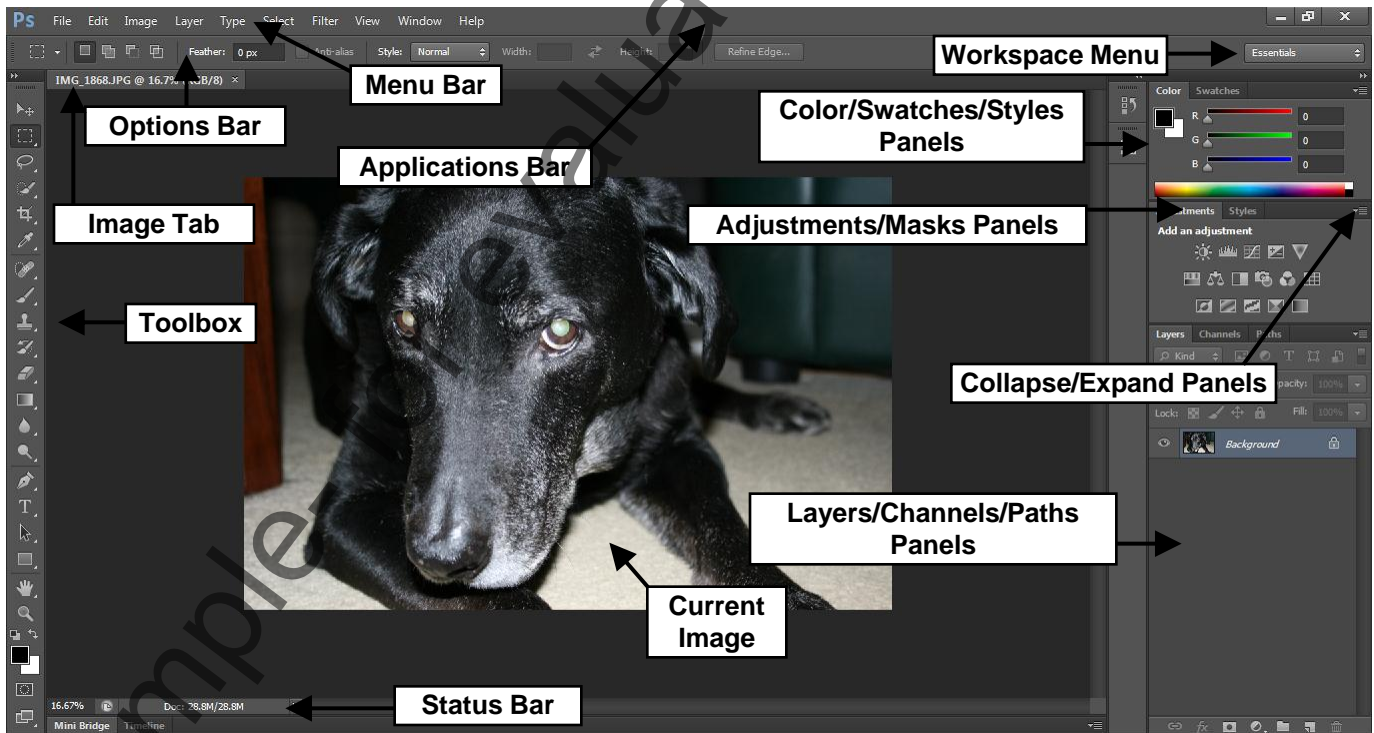 Ps File Edit Image Layer Type Select Filter View Window Help
Feather: 0 px Anti-alias Style: Normal Width: Height: Refine Edge...
Workspace Menu
Essentials
IMG_1868.JPG @ 16.7% (RGB/8) ×
Menu Bar
Options Bar
Applications Bar
Image Tab
Toolbox
Color/Swatches/Styles
Panels
Color Swatches
R 0
G 0
B 0
Adjustments/Masks Panels
Styles
Add an adjustment
Layers Channels Paths
Kind
Collapse/Expand Panels
100%
Lock: Fill: 100%
Background
Layers/Channels/Paths
Panels
Current
Image
Status Bar
16.67% Doc: 28.8M/28.8M
Mini Bridge Timeline